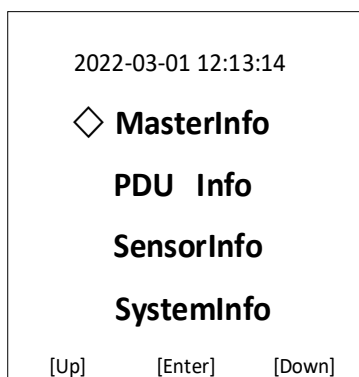 2022-03-01 12:13:14
◇ MasterInfo
PDU Info
SensorInfo
SystemInfo
[Up] [Enter] [Down]